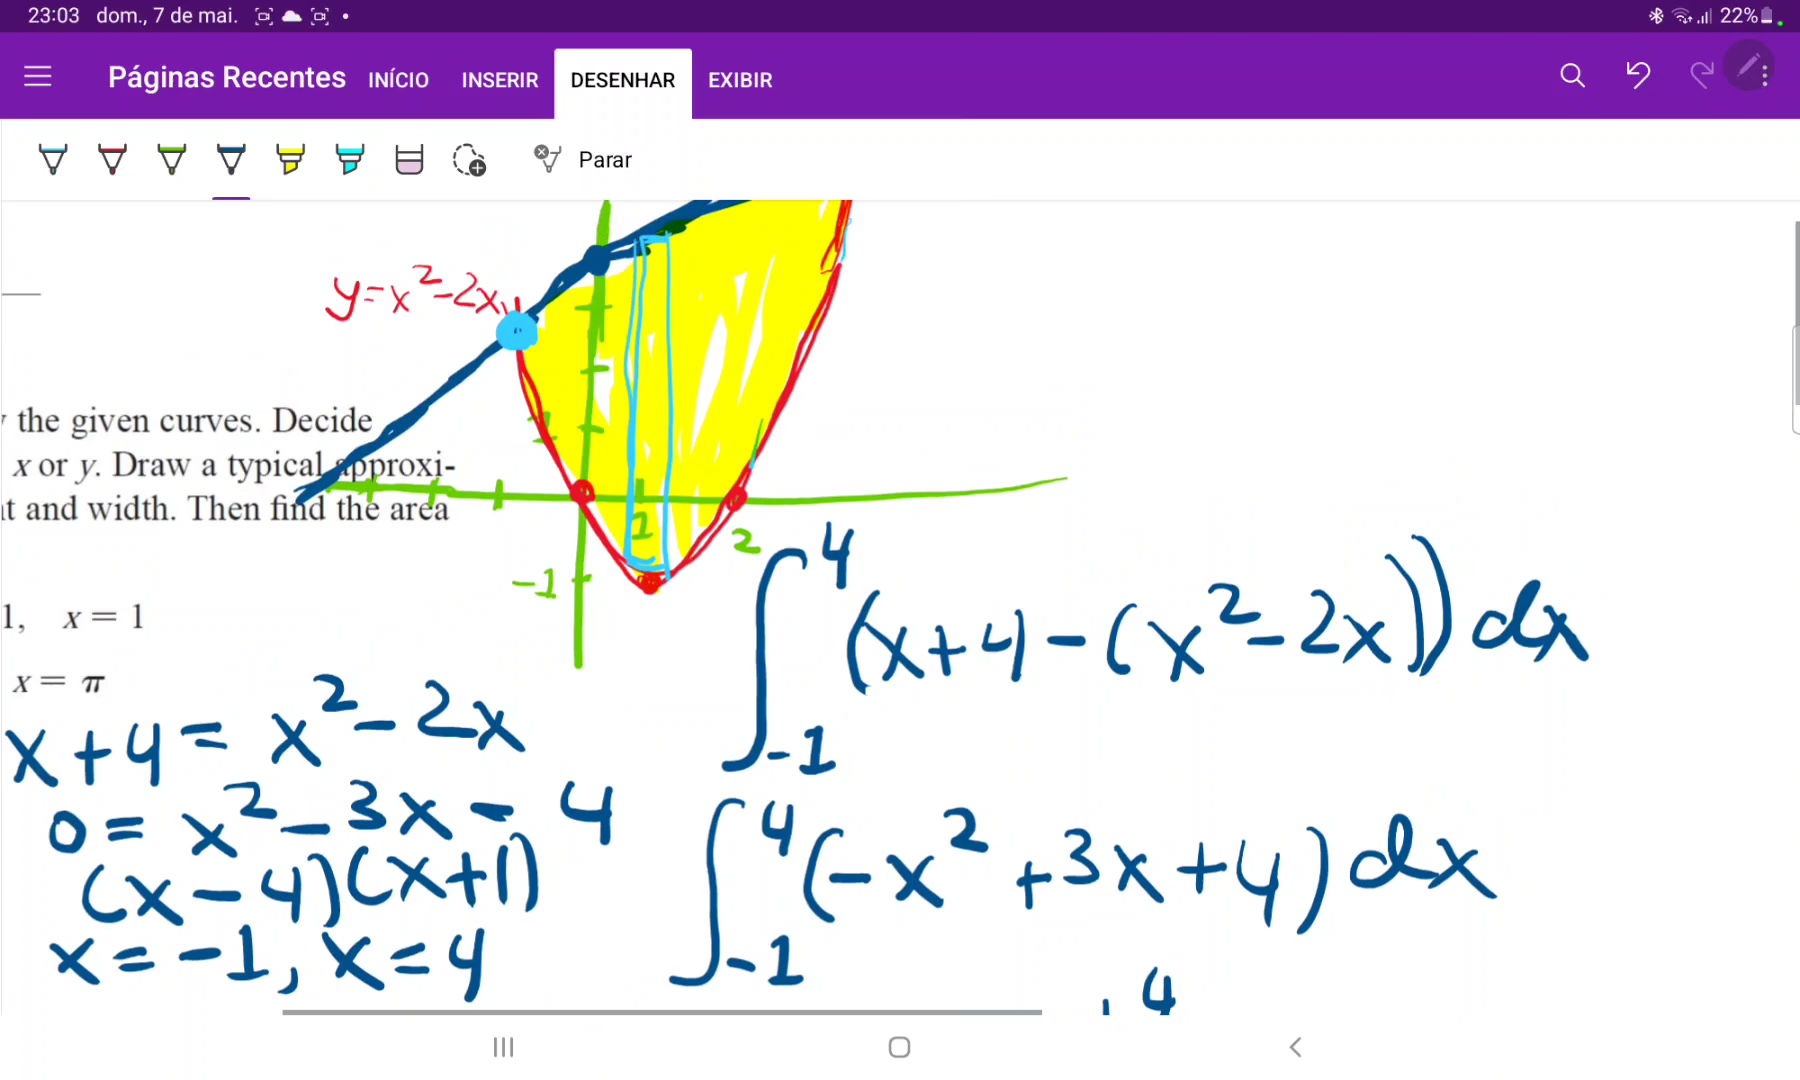 23:03 dom., 7 de mai. 22%
Páginas Recentes INÍCIO INSERIR DESENHAR EXIBIR
Parar
y=x²-2x
the given curves. Decide
x or y. Draw a typical approxi-
t and width. Then find the area
1
2
-1
1, x = 1
x = π
x+4 = x²-2x
0 = x²-3x-4
(x-4)(x+1)
x=-1, x=4
∫₋₁⁴ (x+4)-(x²-2x)) dx
∫₋₁⁴ (-x²+3x+4) dx
4